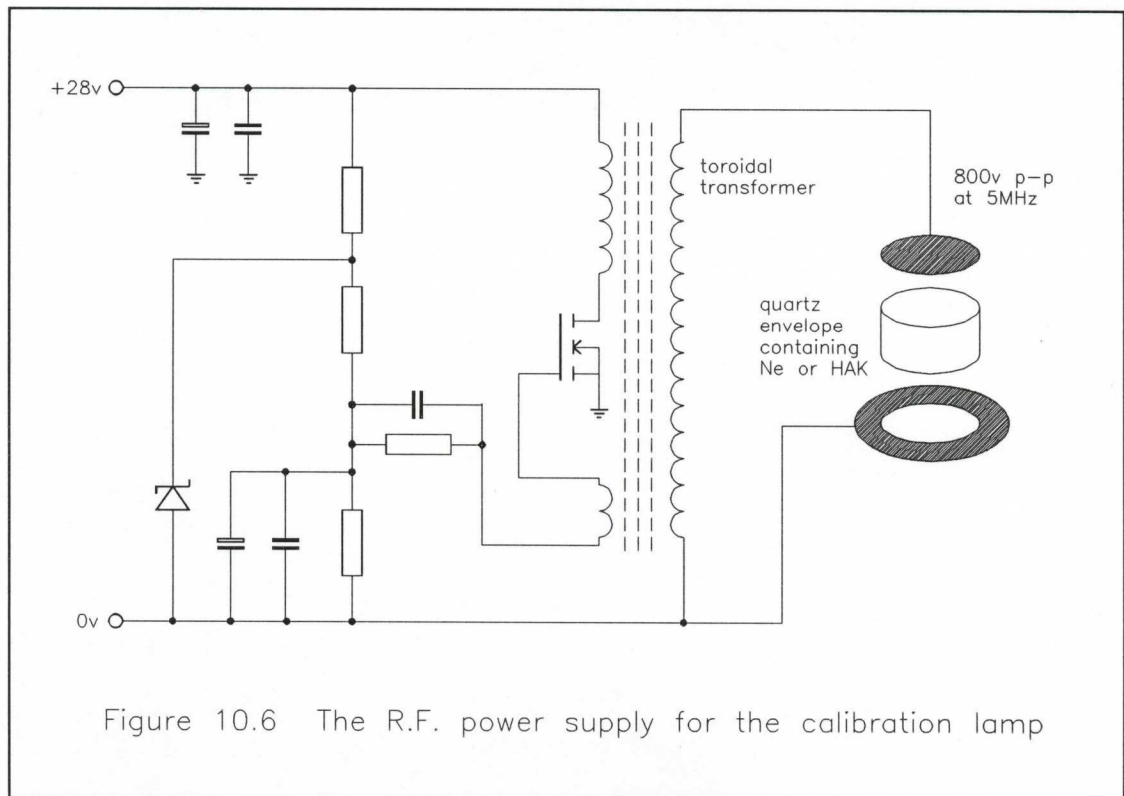 +28v
toroidal
transformer
800v p-p
at 5MHz
quartz
envelope
containing
Ne or HAK
0v
Figure 10.6 The R.F. power supply for the calibration lamp